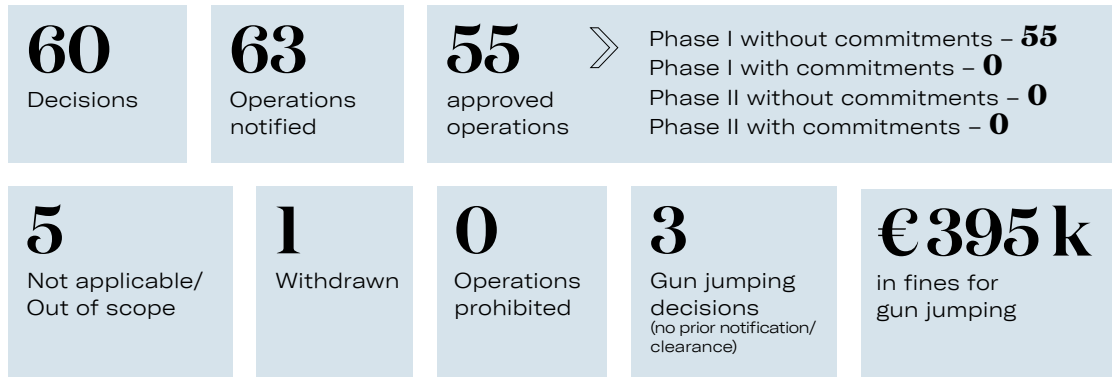 60
Decisions
63
Operations
notified
55
approved
operations
Phase I without commitments – 55
Phase I with commitments – 0
Phase II without commitments – 0
Phase II with commitments – 0
5
Not applicable/
Out of scope
1
Withdrawn
0
Operations
prohibited
3
Gun jumping
decisions
(no prior notification/
clearance)
€ 395 k
in fines for
gun jumping